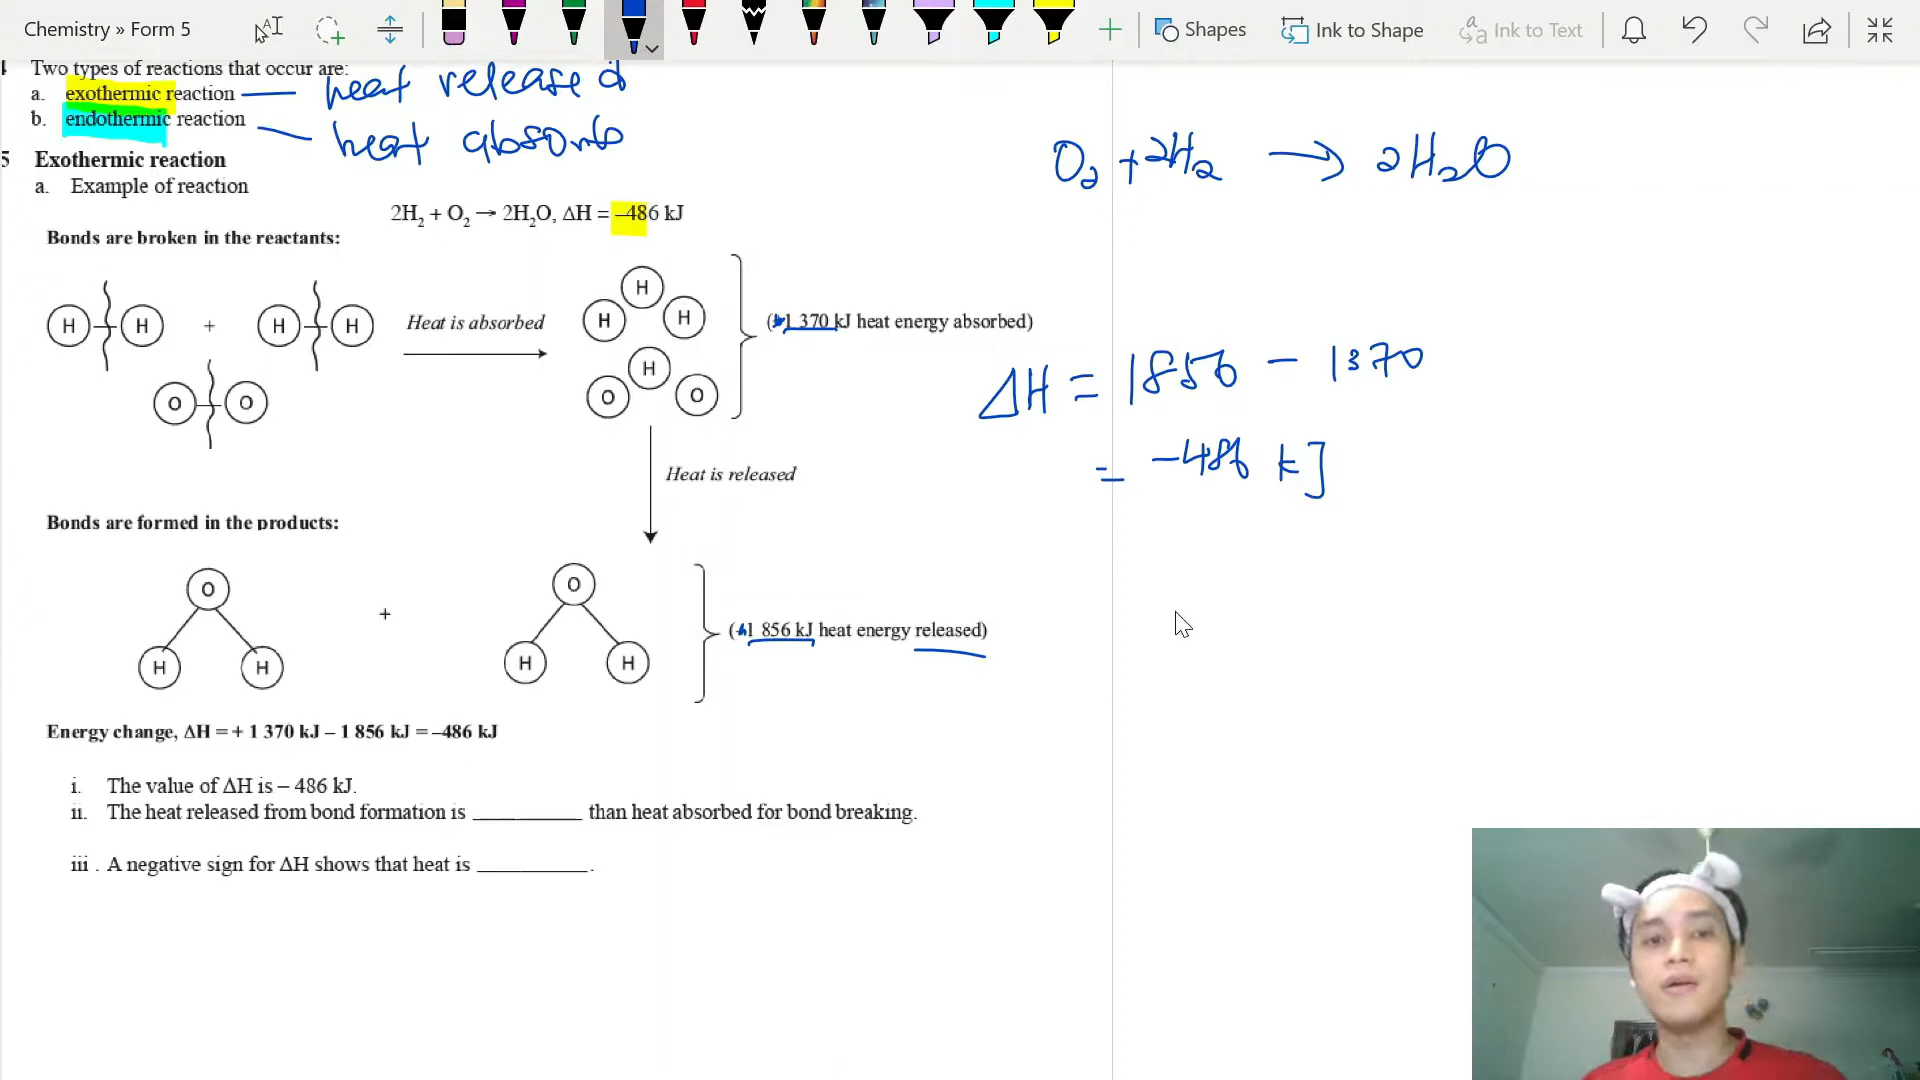 Chemistry » Form 5
Shapes
Ink to Shape
Ink to Text
Two types of reactions that occur are:
a. exothermic reaction — heat released
b. endothermic reaction — heat absorb
5 Exothermic reaction
a. Example of reaction
2H₂ + O₂ → 2H₂O, ΔH = –486 kJ
O₂ + 2H₂ → 2H₂O
Bonds are broken in the reactants:
H H + H H
O O
Heat is absorbed
H
H H
H
O O
1 370 kJ heat energy absorbed)
ΔH = 1856 - 1370
= -486 kJ
Heat is released
Bonds are formed in the products:
O + O
H H H H
1 856 kJ heat energy released)
Energy change, ΔH = + 1 370 kJ – 1 856 kJ = –486 kJ
i. The value of ΔH is – 486 kJ.
ii. The heat released from bond formation is __________ than heat absorbed for bond breaking.
iii . A negative sign for ΔH shows that heat is __________.